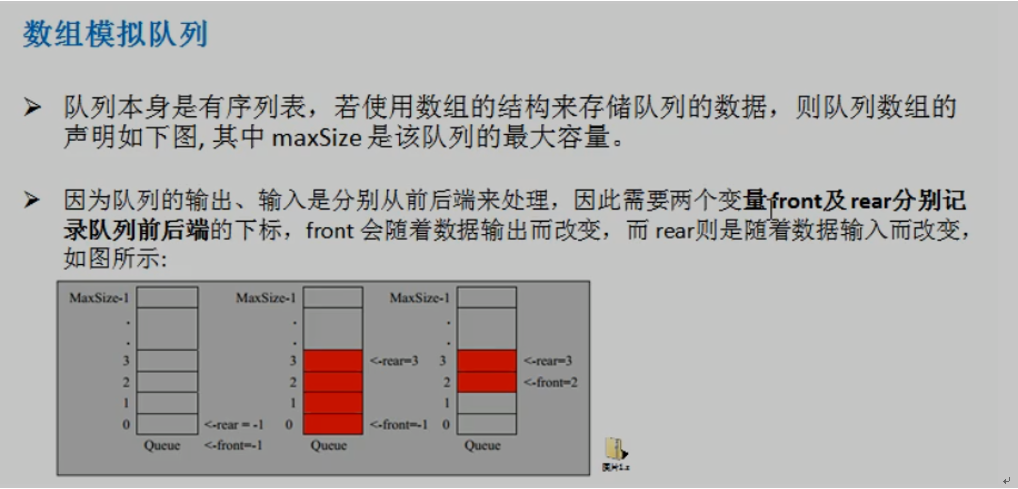 数组模拟队列
➢ 队列本身是有序列表，若使用数组的结构来存储队列的数据，则队列数组的
声明如下图, 其中 maxSize 是该队列的最大容量。
➢ 因为队列的输出、输入是分别从前后端来处理，因此需要两个变量front及 rear分别记
录队列前后端的下标，front 会随着数据输出而改变，而 rear则是随着数据输入而改变，
如图所示:
MaxSize-1 MaxSize-1 MaxSize-1
. . .
. . .
3 3 <-rear=3 3 <-rear=3
2 2 2 <-front=2
1 1 1
0 <-rear = -1 0 <-front=-1 0
Queue <-front=-1 Queue Queue
图片1.z